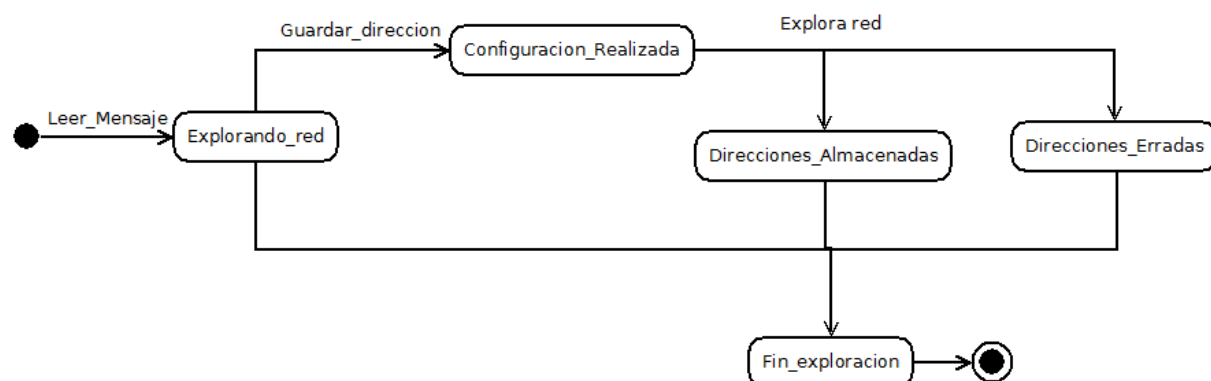 Guardar_direccion
Explora red
Configuracion_Realizada
Leer_Mensaje
Explorando_red
Direcciones_Almacenadas
Direcciones_Erradas
Fin_exploracion